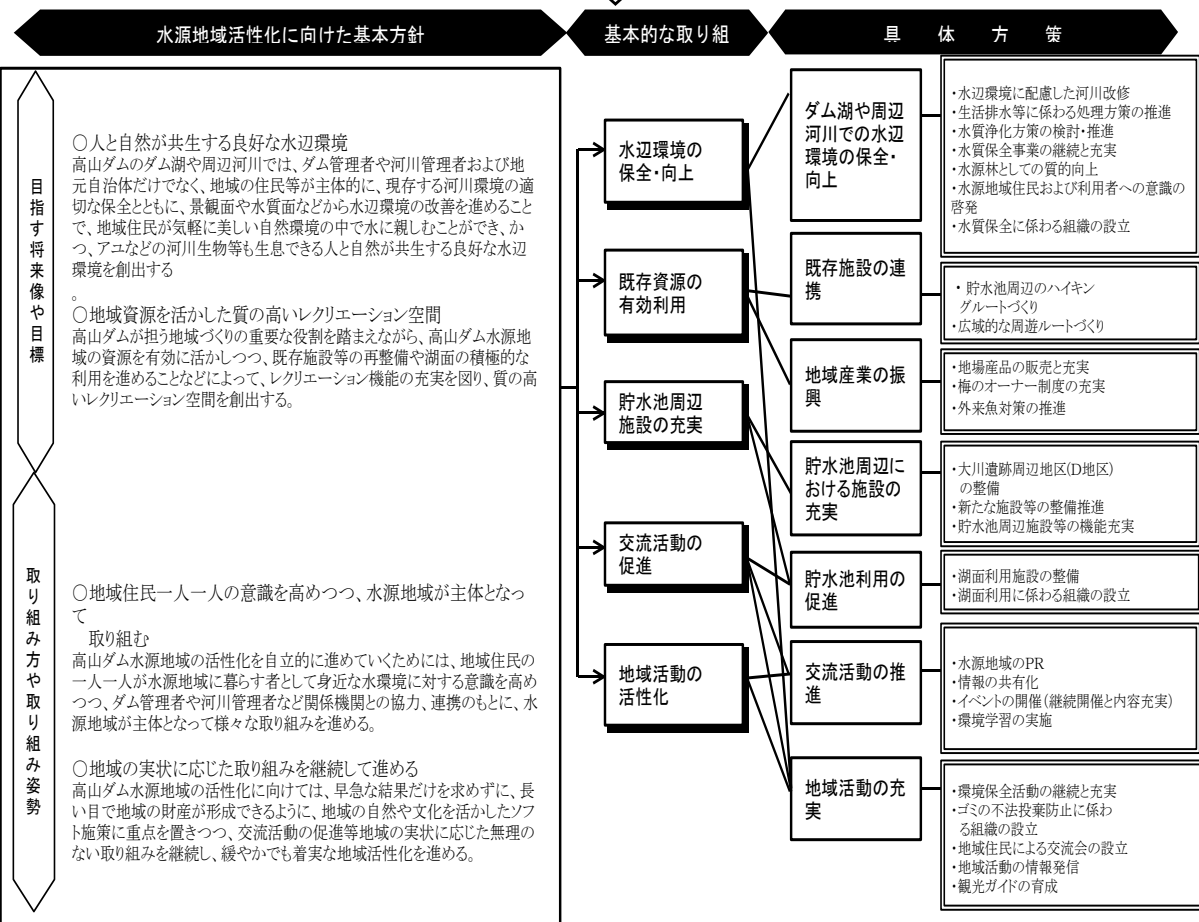 水源地域活性化に向けた基本方針
基本的な取り組
具 体 方 策
目指す将来像や目標
○人と自然が共生する良好な水辺環境
高山ダムのダム湖や周辺河川では、ダム管理者や河川管理者および地
元自治体だけでなく、地域の住民等が主体的に、現存する河川環境の適
切な保全とともに、景観面や水質面などから水辺環境の改善を進めること
で、地域住民が気軽に美しい自然環境の中で水に親しむことができ、か
つ、アユなどの河川生物等も生息できる人と自然が共生する良好な水辺
環境を創出する
。
○地域資源を活かした質の高いレクリエーション空間
高山ダムが担う地域づくりの重要な役割を踏まえながら、高山ダム水源地
域の資源を有効に活かしつつ、既存施設等の再整備や湖面の積極的な
利用を進めることなどによって、レクリエーション機能の充実を図り、質の高
いレクリエーション空間を創出する。
取り組み方や取り組み姿勢
○地域住民一人一人の意識を高めつつ、水源地域が主体となっ
て
取り組む
高山ダム水源地域の活性化を自立的に進めていくためには、地域住民の
一人一人が水源地域に暮らす者として身近な水環境に対する意識を高め
つつ、ダム管理者や河川管理者など関係機関との協力、連携のもとに、水
源地域が主体となって様々な取り組みを進める。
○地域の実状に応じた取り組みを継続して進める
高山ダム水源地域の活性化に向けては、早急な結果だけを求めずに、長
い目で地域の財産が形成できるように、地域の自然や文化を活かしたソフ
ト施策に重点を置きつつ、交流活動の促進等地域の実状に応じた無理の
ない取り組みを継続し、緩やかでも着実な地域活性化を進める。
水辺環境の
保全・向上
既存資源の
有効利用
貯水池周辺
施設の充実
交流活動の
促進
地域活動の
活性化
ダム湖や周辺
河川での水辺
環境の保全・
向上
・水辺環境に配慮した河川改修
・生活排水等に係わる処理方策の推進
・水質浄化方策の検討・推進
・水質保全事業の継続と充実
・水源林としての質的向上
・水源地域住民および利用者への意識の
啓発
・水質保全に係わる組織の設立
既存施設の連
携
・貯水池周辺のハイキン
グルートづくり
・広域的な周遊ルートづくり
地域産業の振
興
・地場産品の販売と充実
・梅のオーナー制度の充実
・外来魚対策の推進
貯水池周辺に
おける施設の
充実
・大川遺跡周辺地区(D地区)
の整備
・新たな施設等の整備推進
・貯水池周辺施設等の機能充実
貯水池利用の
促進
・湖面利用施設の整備
・湖面利用に係わる組織の設立
交流活動の推
進
・水源地域のPR
・情報の共有化
・イベントの開催(継続開催と内容充実)
・環境学習の実施
地域活動の充
実
・環境保全活動の継続と充実
・ゴミの不法投棄防止に係わ
る組織の設立
・地域住民による交流会の設立
・地域活動の情報発信
・観光ガイドの育成